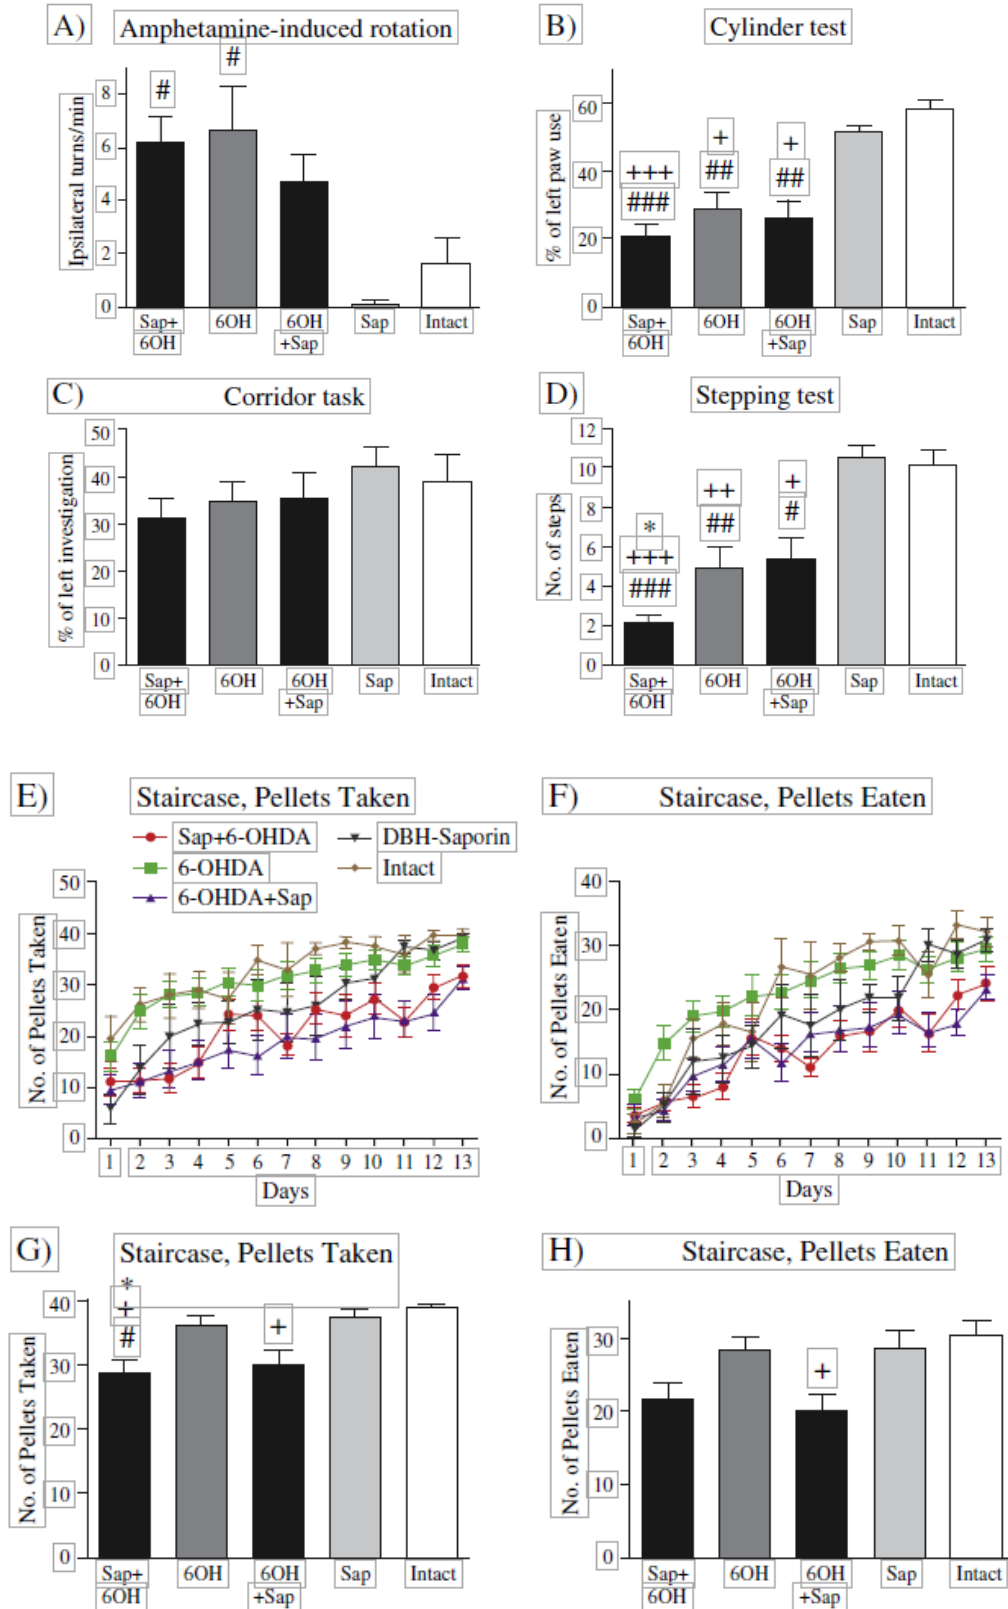 A) Amphetamine-induced rotation
# #
Ipsilateral turns/min
8
6
4
2
0
Sap+
6OH
6OH
6OH
+Sap
Sap
Intact
B) Cylinder test
+++
###
+
##
+
##
% of left paw use
60
40
20
0
Sap+
6OH
6OH
6OH
+Sap
Sap
Intact
C) Corridor task
% of left investigation
50
40
30
20
10
0
Sap+
6OH
6OH
6OH
+Sap
Sap
Intact
D) Stepping test
*
+++
###
++
##
+
#
No. of steps
12
10
8
6
4
2
0
Sap+
6OH
6OH
6OH
+Sap
Sap
Intact
E) Staircase, Pellets Taken
Sap+6-OHDA
6-OHDA
6-OHDA+Sap
DBH-Saporin
Intact
No. of Pellets Taken
50
40
30
20
10
0
1 2 3 4 5 6 7 8 9 10 11 12 13
Days
F) Staircase, Pellets Eaten
No. of Pellets Eaten
40
30
20
10
0
1 2 3 4 5 6 7 8 9 10 11 12 13
Days
G) Staircase, Pellets Taken
*
+
#
+
No. of Pellets Taken
40
30
20
10
0
Sap+
6OH
6OH
6OH
+Sap
Sap
Intact
H) Staircase, Pellets Eaten
+
No. of Pellets Eaten
30
20
10
0
Sap+
6OH
6OH
6OH
+Sap
Sap
Intact